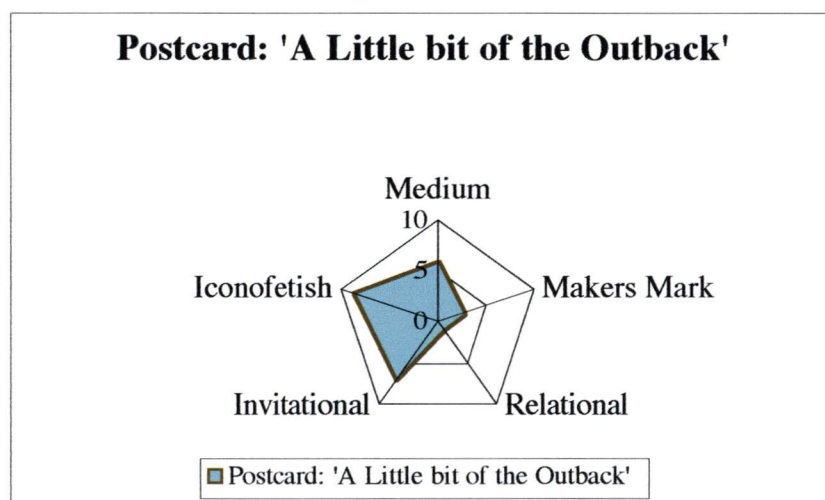 Postcard: 'A Little bit of the Outback'
Medium
10
5
0
Iconofetish
Makers Mark
Invitational
Relational
Postcard: 'A Little bit of the Outback'